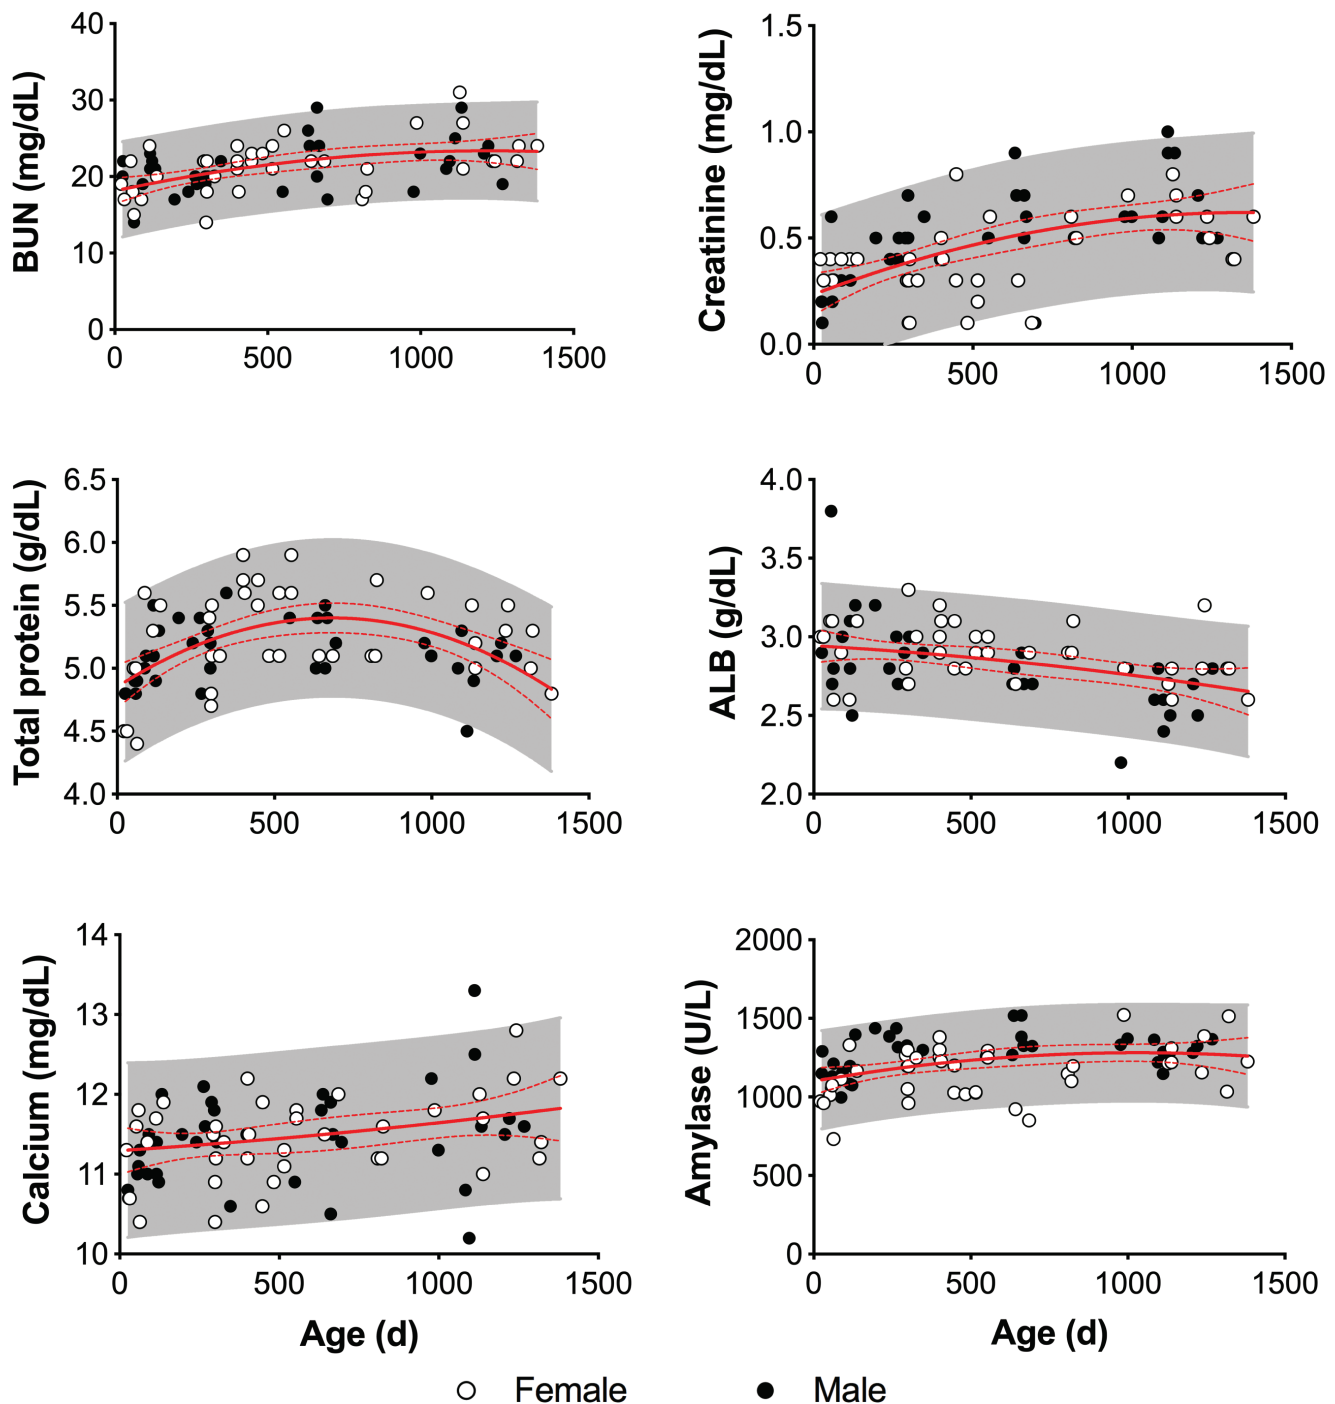 BUN (mg/dL)
40
30
20
10
0
0 500 1000 1500
Creatinine (mg/dL)
1.5
1.0
0.5
0.0
0 500 1000 1500
Total protein (g/dL)
6.5
6.0
5.5
5.0
4.5
4.0
0 500 1000 1500
ALB (g/dL)
4.0
3.5
3.0
2.5
2.0
0 500 1000 1500
Calcium (mg/dL)
14
13
12
11
10
0 500 1000 1500
Age (d)
Amylase (U/L)
2000
1500
1000
500
0
0 500 1000 1500
Age (d)
Female Male